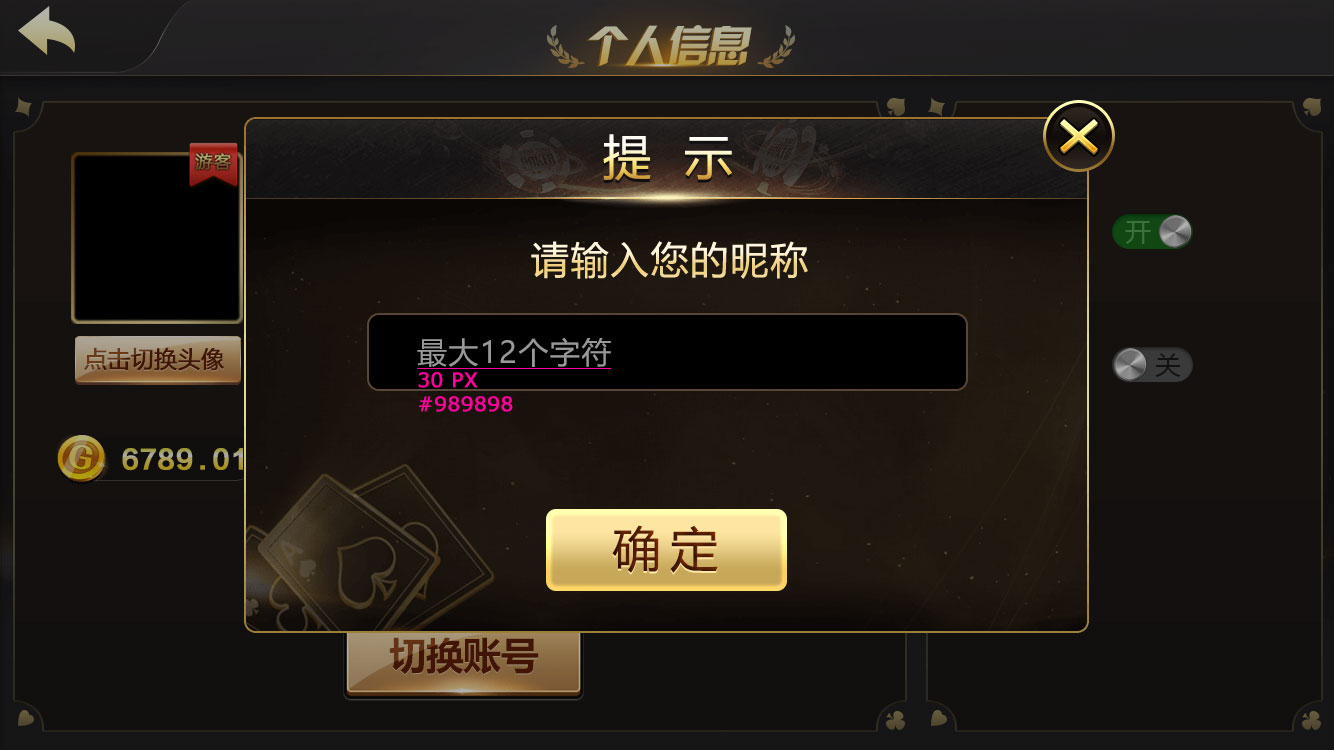 个人信息
提 示
游客
请输入您的昵称
开
最大12个字符
30 PX
#989898
点击切换头像
关
G 6789.01
确定
切换账号